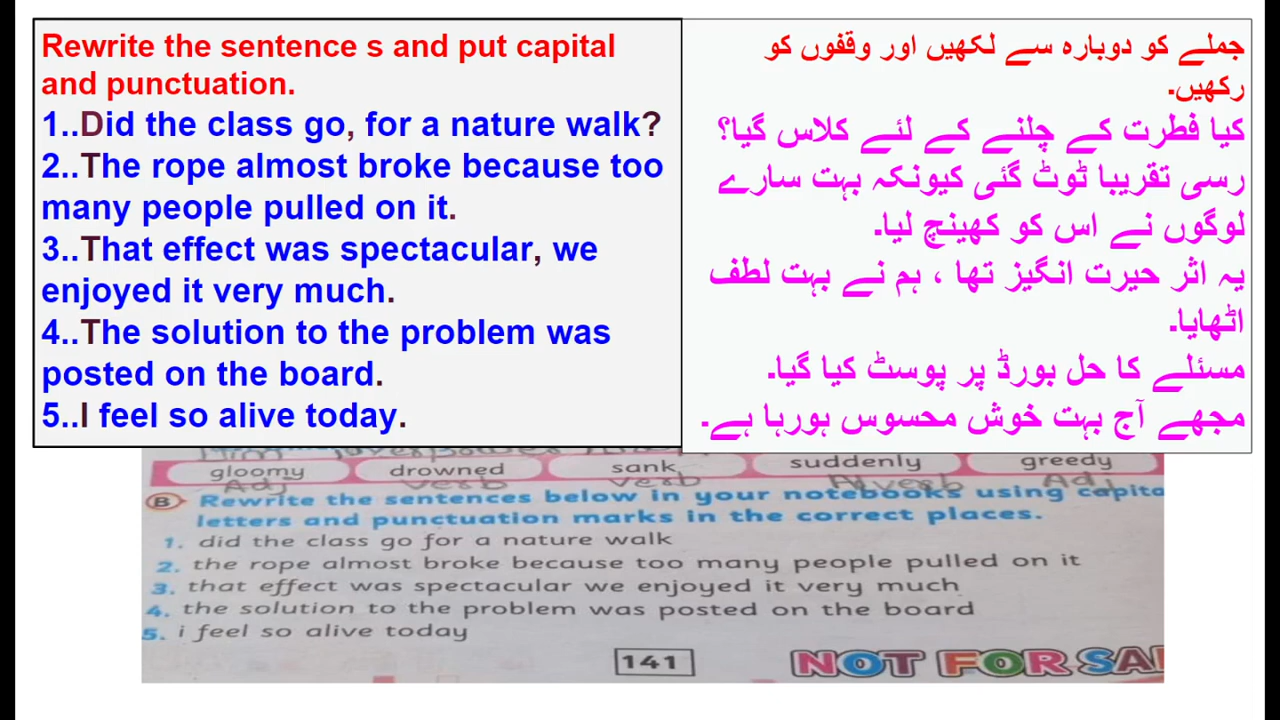 Rewrite the sentence s and put capital
and punctuation.
1..Did the class go, for a nature walk?
2..The rope almost broke because too
many people pulled on it.
3..That effect was spectacular, we
enjoyed it very much.
4..The solution to the problem was
posted on the board.
5..I feel so alive today.
جملے کو دوبارہ سے لکھیں اور وقفوں کو
رکھیں۔
کیا فطرت کے چلنے کے لئے کلاس گیا؟
رسی تقریبا ٹوٹ گئی کیونکہ بہت سارے
لوگوں نے اس کو کھینچ لیا۔
یہ اثر حیرت انگیز تھا ، ہم نے بہت لطف
اٹھایا۔
مسئلے کا حل بورڈ پر پوسٹ کیا گیا۔
مجھے آج بہت خوش محسوس ہورہا ہے۔
gloomy drowned sank suddenly greedy
Adj verb verb Adverb Adj
B Rewrite the sentences below in your notebooks using capita
letters and punctuation marks in the correct places.
1. did the class go for a nature walk
2. the rope almost broke because too many people pulled on it
3. that effect was spectacular we enjoyed it very much
4. the solution to the problem was posted on the board
5. i feel so alive today
141 NOT FOR SA